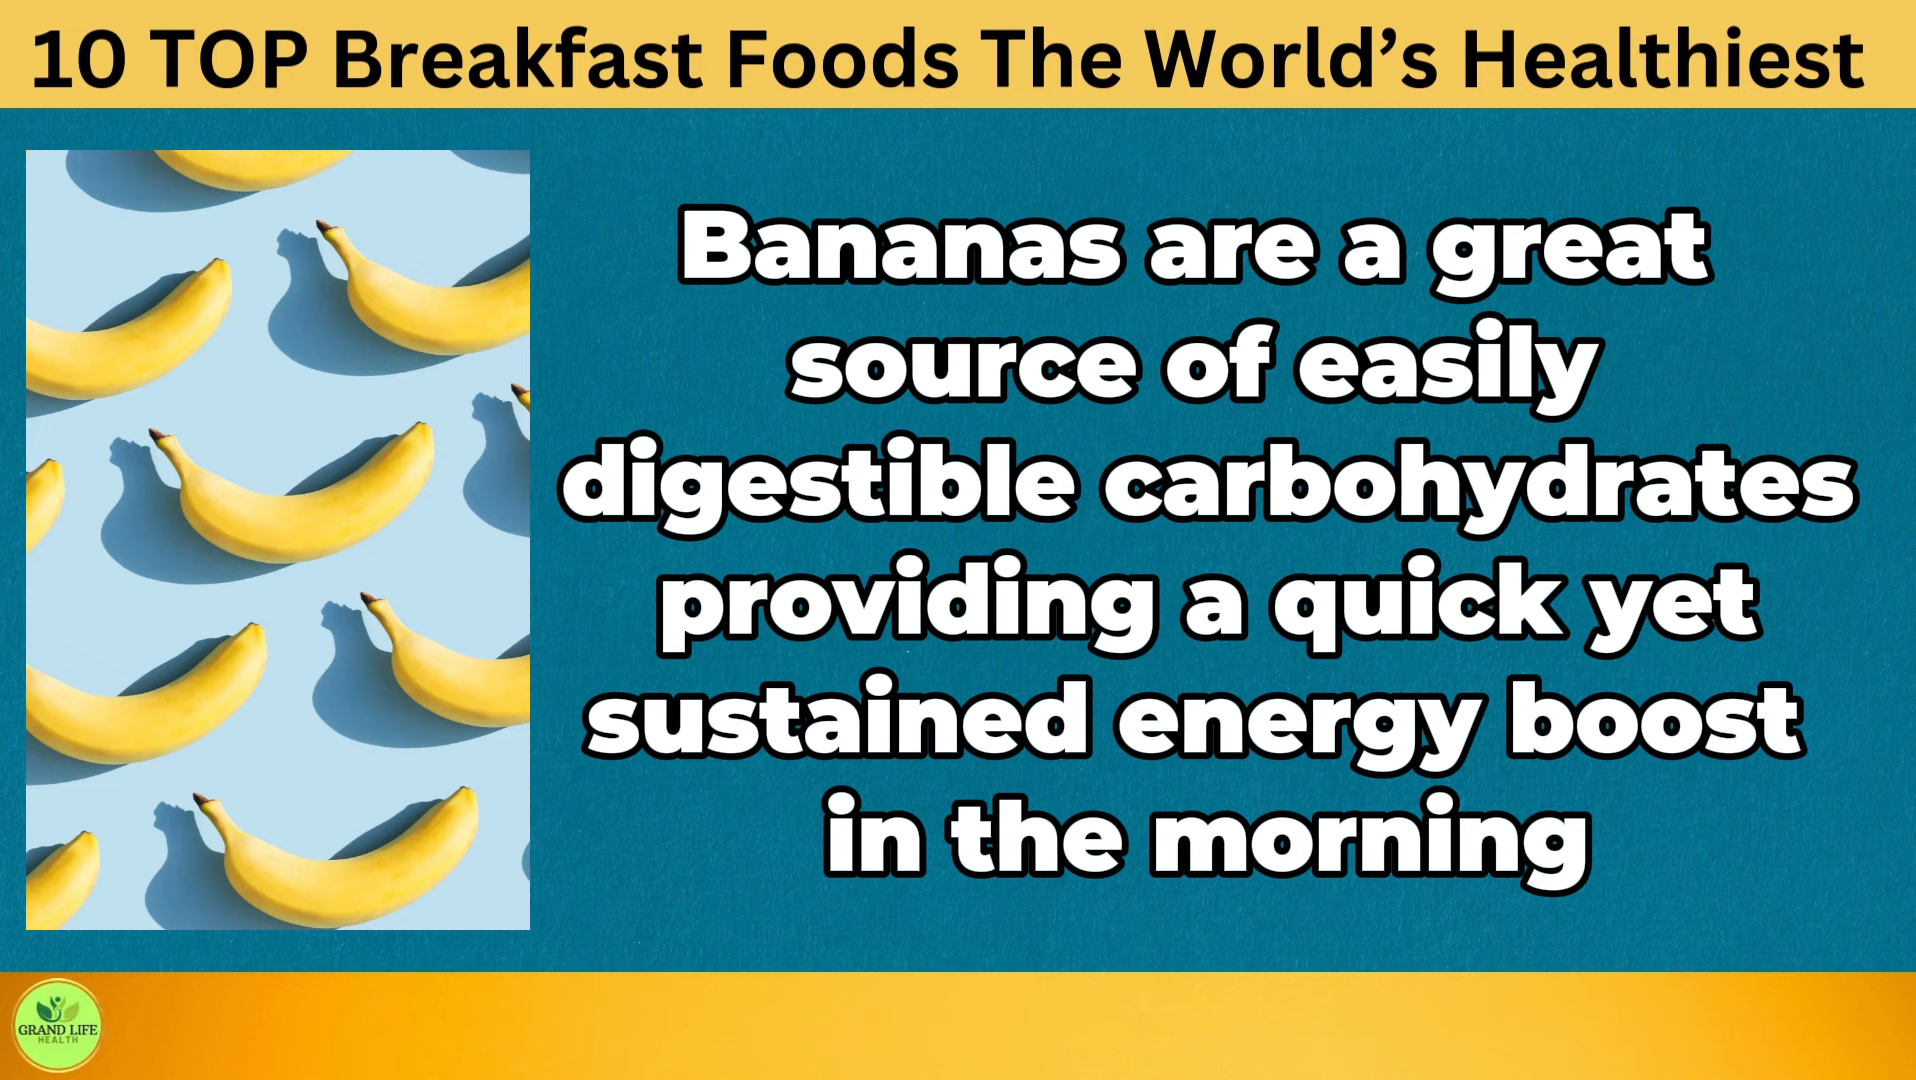 10 TOP Breakfast Foods The World’s Healthiest
Bananas are a great
source of easily
digestible carbohydrates
providing a quick yet
sustained energy boost
in the morning
GRAND LIFE
HEALTH